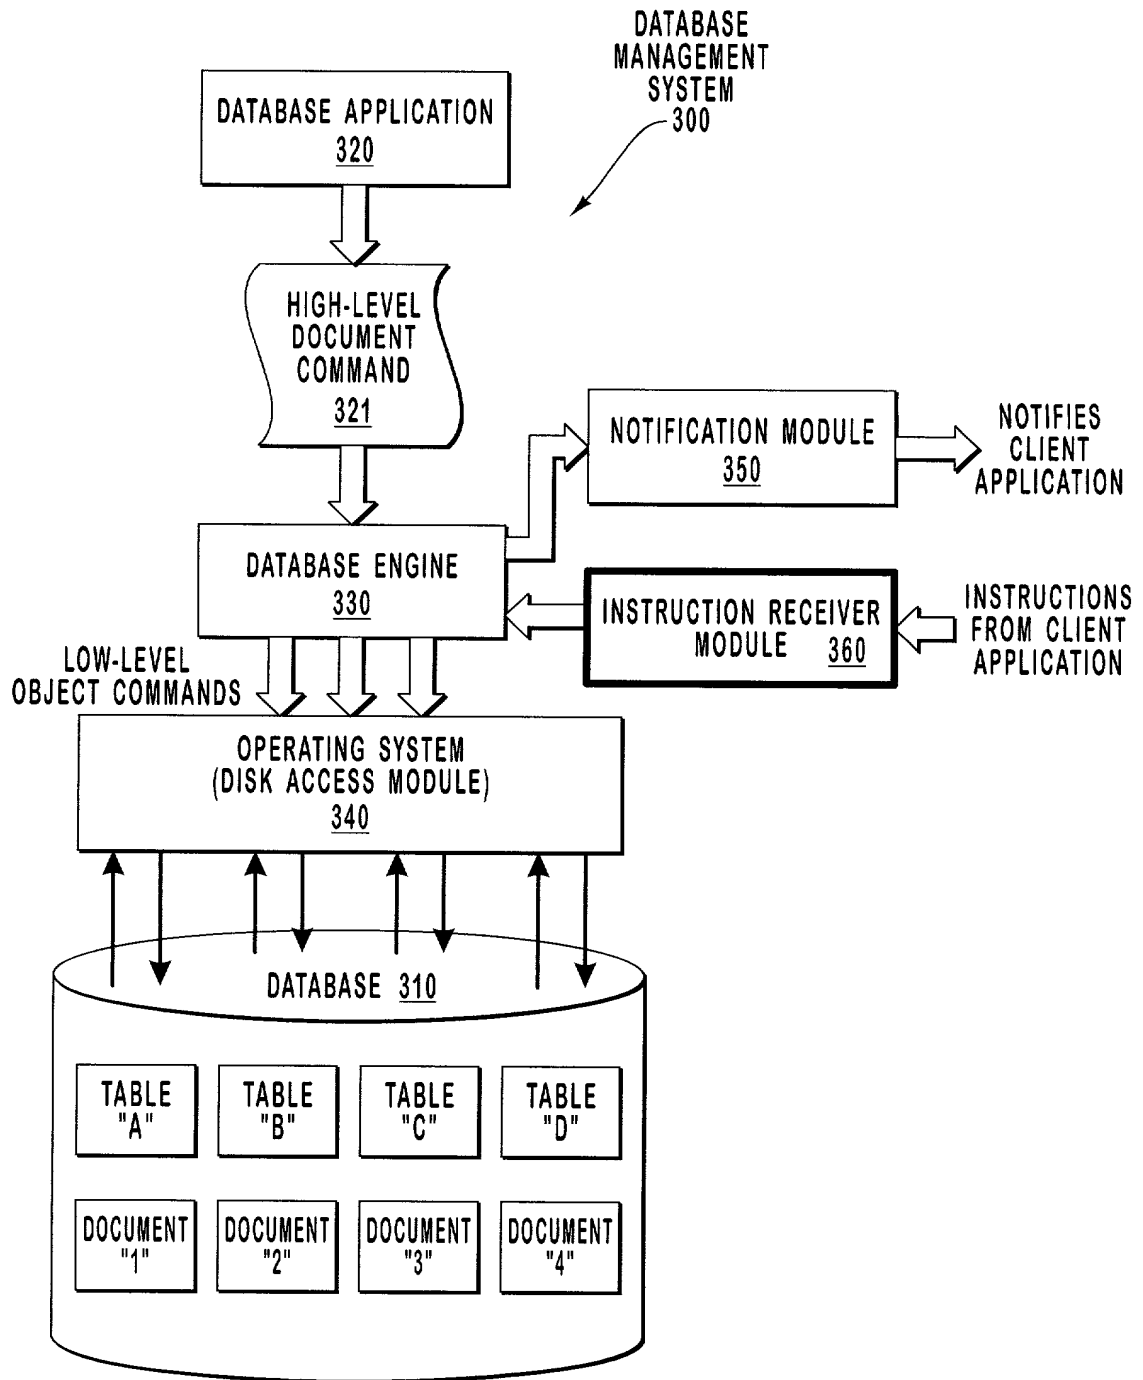 DATABASE
MANAGEMENT
SYSTEM
300
DATABASE APPLICATION
320
HIGH-LEVEL
DOCUMENT
COMMAND
321
NOTIFICATION MODULE
350
NOTIFIES
CLIENT
APPLICATION
DATABASE ENGINE
330
INSTRUCTION RECEIVER
MODULE 360
INSTRUCTIONS
FROM CLIENT
APPLICATION
LOW-LEVEL
OBJECT COMMANDS
OPERATING SYSTEM
(DISK ACCESS MODULE)
340
DATABASE 310
TABLE
"A"
TABLE
"B"
TABLE
"C"
TABLE
"D"
DOCUMENT
"1"
DOCUMENT
"2"
DOCUMENT
"3"
DOCUMENT
"4"